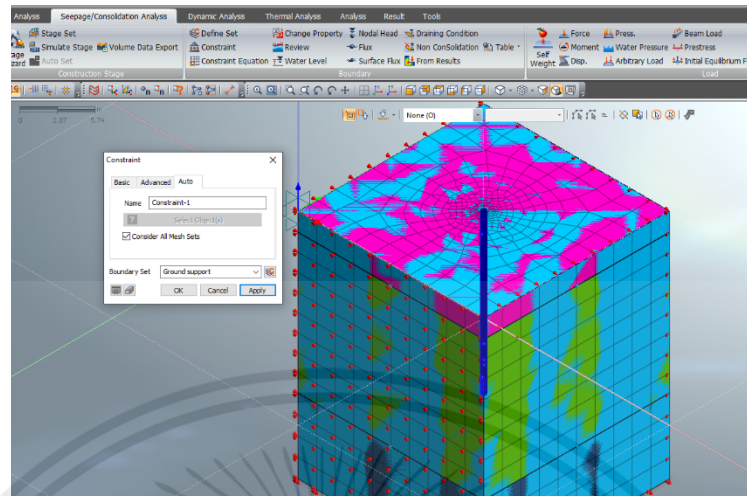 Analysis Seepage/Consolidation Analysis Dynamic Analysis Thermal Analysis Analysis Result Tools
Stage Set Define Set Change Property Nodal Head Draining Condition Force Press. Beam Load
Simulate Stage Volume Data Export Constraint Review Flux Non ConSolidation Table Self Moment Water Pressure Prestress
Auto Set Constraint Equation Water Level Surface Flux From Results Weight Disp. Arbitrary Load Initial Equilibrium F
Construction Stage Boundary Load
0 2.87 5.74
None (O)
Constraint
Basic Advanced Auto
Name Constraint-1
? Select Object(s)
Consider All Mesh Sets
Boundary Set Ground support
OK Cancel Apply